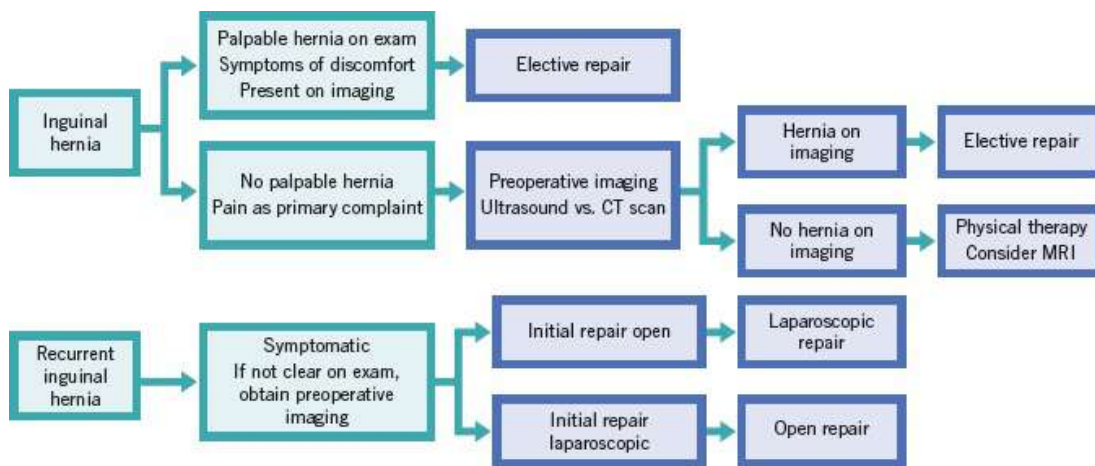 Inguinal
hernia
Palpable hernia on exam
Symptoms of discomfort
Present on imaging
Elective repair
No palpable hernia
Pain as primary complaint
Preoperative imaging
Ultrasound vs. CT scan
Hernia on
imaging
Elective repair
No hernia on
imaging
Physical therapy
Consider MRI
Recurrent
inguinal
hernia
Symptomatic
If not clear on exam,
obtain preoperative
imaging
Initial repair open
Laparoscopic
repair
Initial repair
laparoscopic
Open repair